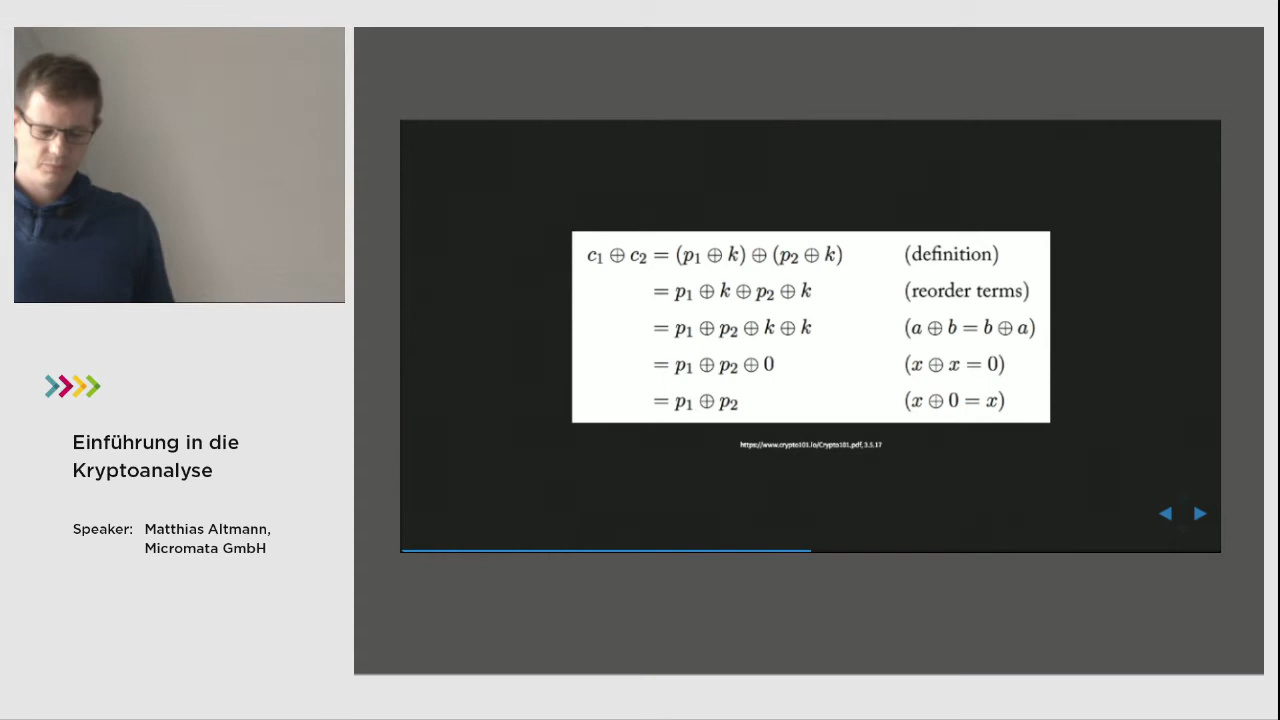 Einführung in die
Kryptoanalyse
Speaker: Matthias Altmann,
Micromata GmbH
c₁ ⊕ c₂ = (p₁ ⊕ k) ⊕ (p₂ ⊕ k) (definition)
= p₁ ⊕ k ⊕ p₂ ⊕ k (reorder terms)
= p₁ ⊕ p₂ ⊕ k ⊕ k (a ⊕ b = b ⊕ a)
= p₁ ⊕ p₂ ⊕ 0 (x ⊕ x = 0)
= p₁ ⊕ p₂ (x ⊕ 0 = x)
https://www.crypto101.io/Crypto101.pdf, 3.5.17